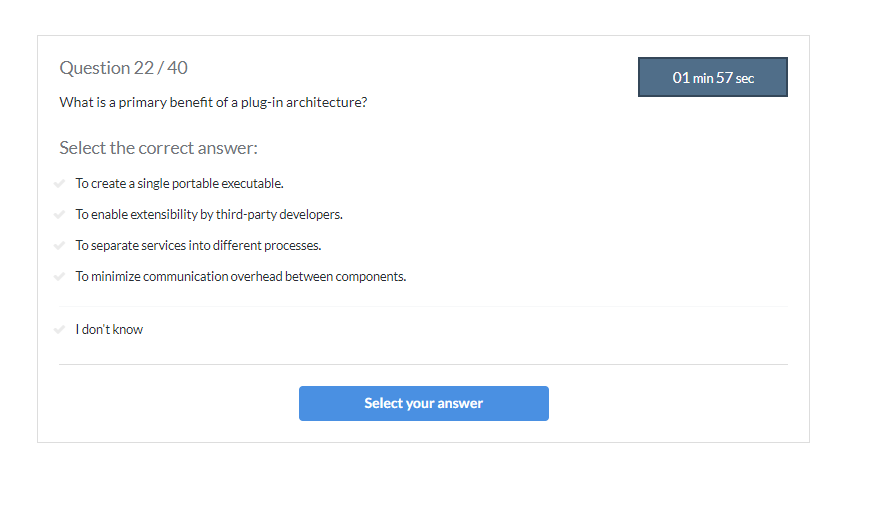 Question 22 / 40
01 min 57 sec
What is a primary benefit of a plug-in architecture?
Select the correct answer:
To create a single portable executable.
To enable extensibility by third-party developers.
To separate services into different processes.
To minimize communication overhead between components.
I don't know
Select your answer